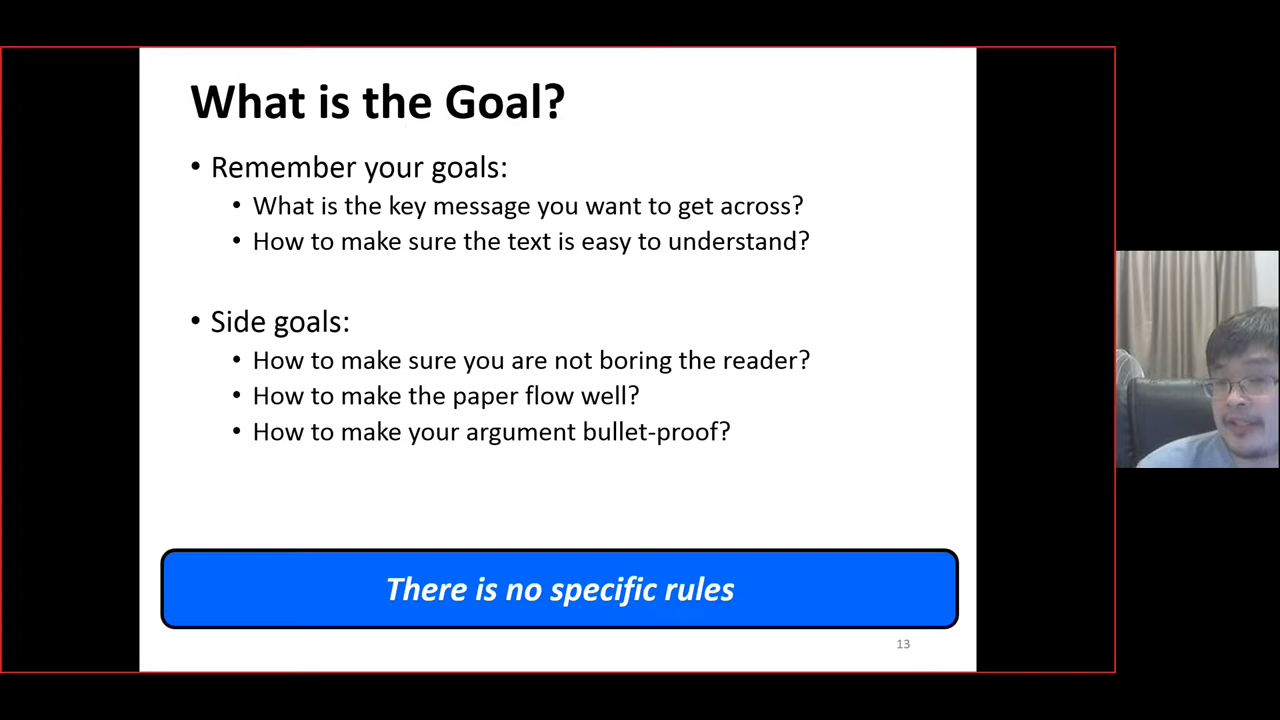 What is the Goal?
• Remember your goals:
• What is the key message you want to get across?
• How to make sure the text is easy to understand?
• Side goals:
• How to make sure you are not boring the reader?
• How to make the paper flow well?
• How to make your argument bullet-proof?
There is no specific rules
13